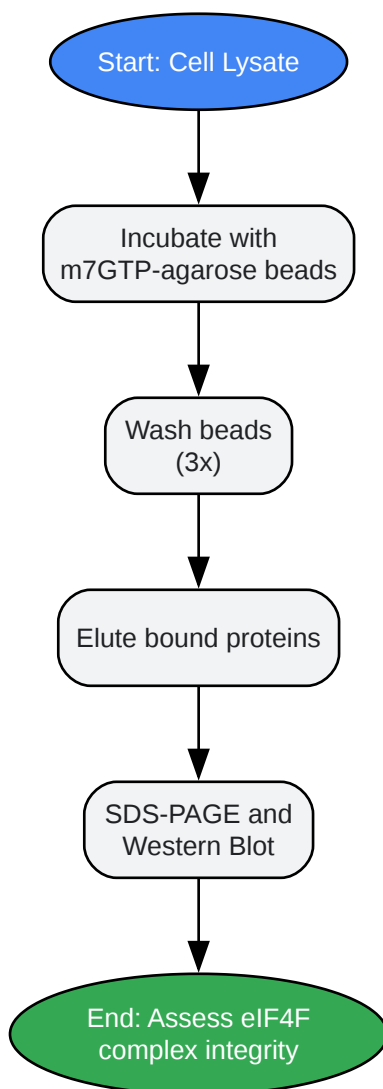 Start: Cell Lysate
Incubate with
m7GTP-agarose beads
Wash beads
(3x)
Elute bound proteins
SDS-PAGE and
Western Blot
End: Assess eIF4F
complex integrity